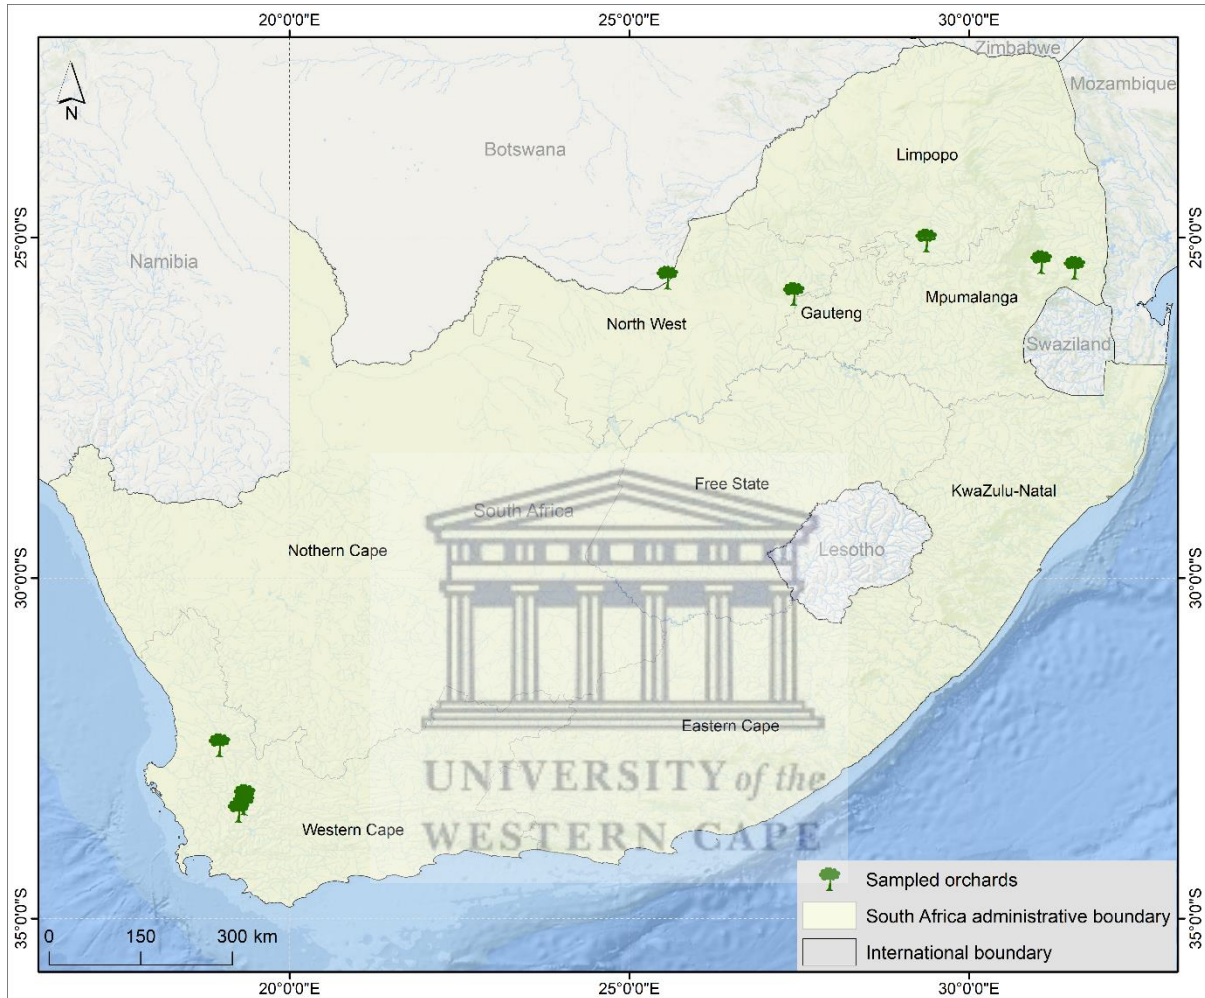 20°0'0"E
25°0'0"E
30°0'0"E
Zimbabwe
Mozambique
N
Botswana
Limpopo
25°0'0"S
25°0'0"S
Namibia
Mpumalanga
North West
Gauteng
Swaziland
Free State
KwaZulu-Natal
South Africa
Nothern Cape
Lesotho
30°0'0"S
30°0'0"S
Eastern Cape
UNIVERSITY of the
WESTERN CAPE
Western Cape
Sampled orchards
South Africa administrative boundary
International boundary
35°0'0"S
35°0'0"S
0 150 300 km
20°0'0"E
25°0'0"E
30°0'0"E